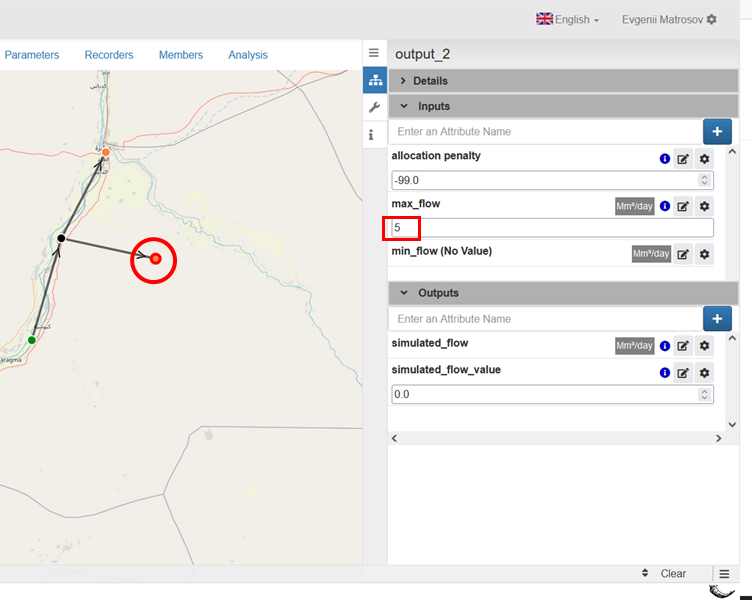 English
Evgenii Matrosov
Parameters
Recorders
Members
Analysis
output_2
Details
Inputs
Enter an Attribute Name
+
allocation penalty
-99.0
max_flow
Mm³/day
5
min_flow (No Value)
Mm³/day
Outputs
Enter an Attribute Name
+
simulated_flow
Mm³/day
simulated_flow_value
0.0
Clear